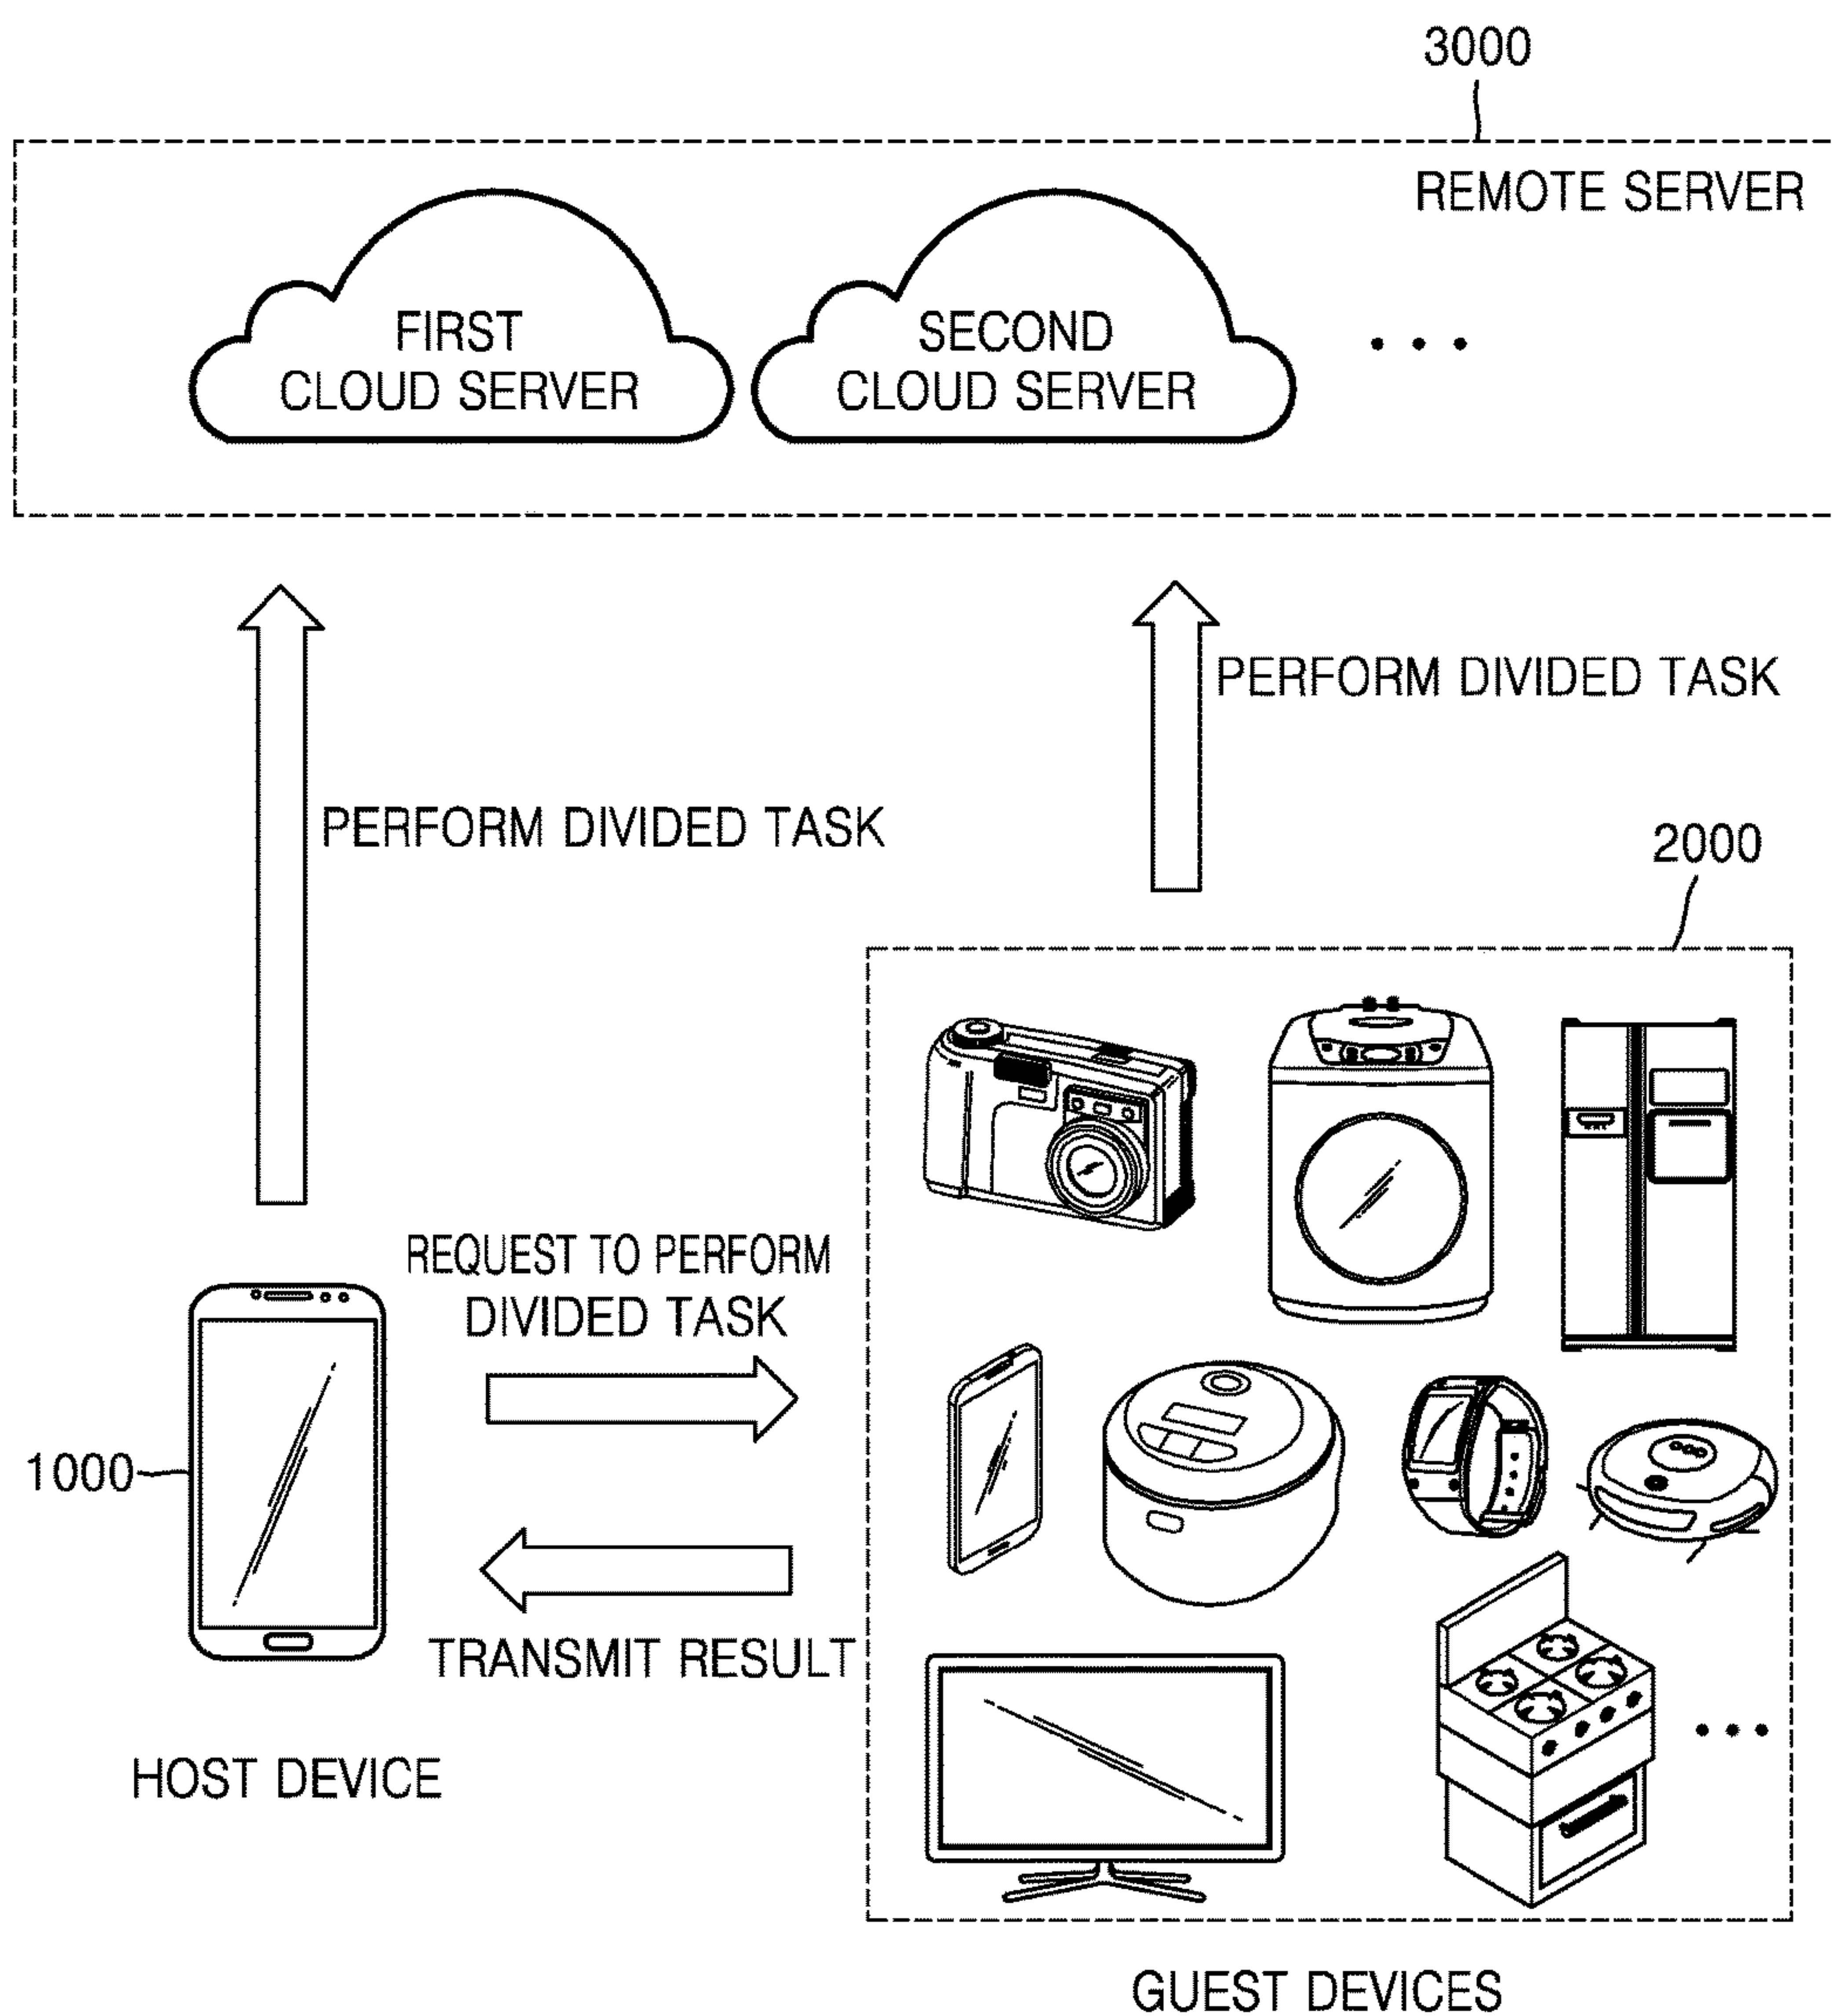 3000
REMOTE SERVER
FIRST
CLOUD SERVER
SECOND
CLOUD SERVER
PERFORM DIVIDED TASK
PERFORM DIVIDED TASK
2000
REQUEST TO PERFORM
DIVIDED TASK
1000
TRANSMIT RESULT
HOST DEVICE
GUEST DEVICES